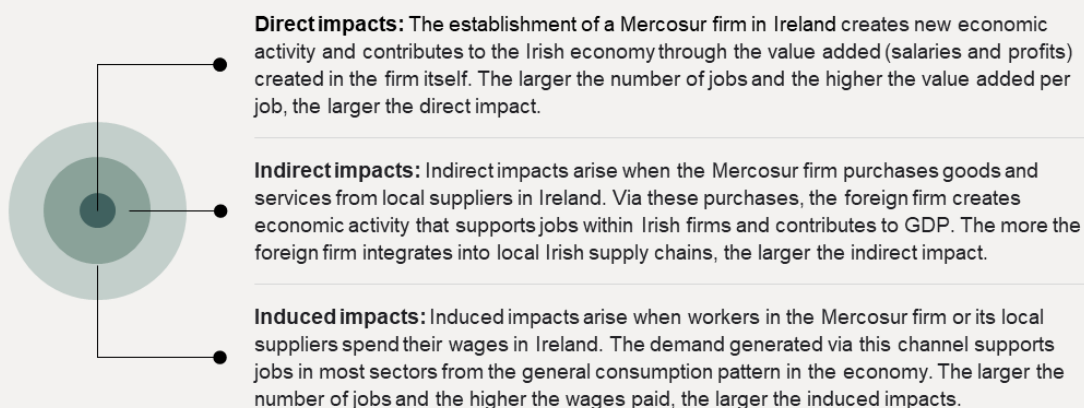 Direct impacts: The establishment of a Mercosur firm in Ireland creates new economic
activity and contributes to the Irish economy through the value added (salaries and profits)
created in the firm itself. The larger the number of jobs and the higher the value added per
job, the larger the direct impact.
Indirect impacts: Indirect impacts arise when the Mercosur firm purchases goods and
services from local suppliers in Ireland. Via these purchases, the foreign firm creates
economic activity that supports jobs within Irish firms and contributes to GDP. The more the
foreign firm integrates into local Irish supply chains, the larger the indirect impact.
Induced impacts: Induced impacts arise when workers in the Mercosur firm or its local
suppliers spend their wages in Ireland. The demand generated via this channel supports
jobs in most sectors from the general consumption pattern in the economy. The larger the
number of jobs and the higher the wages paid, the larger the induced impacts.